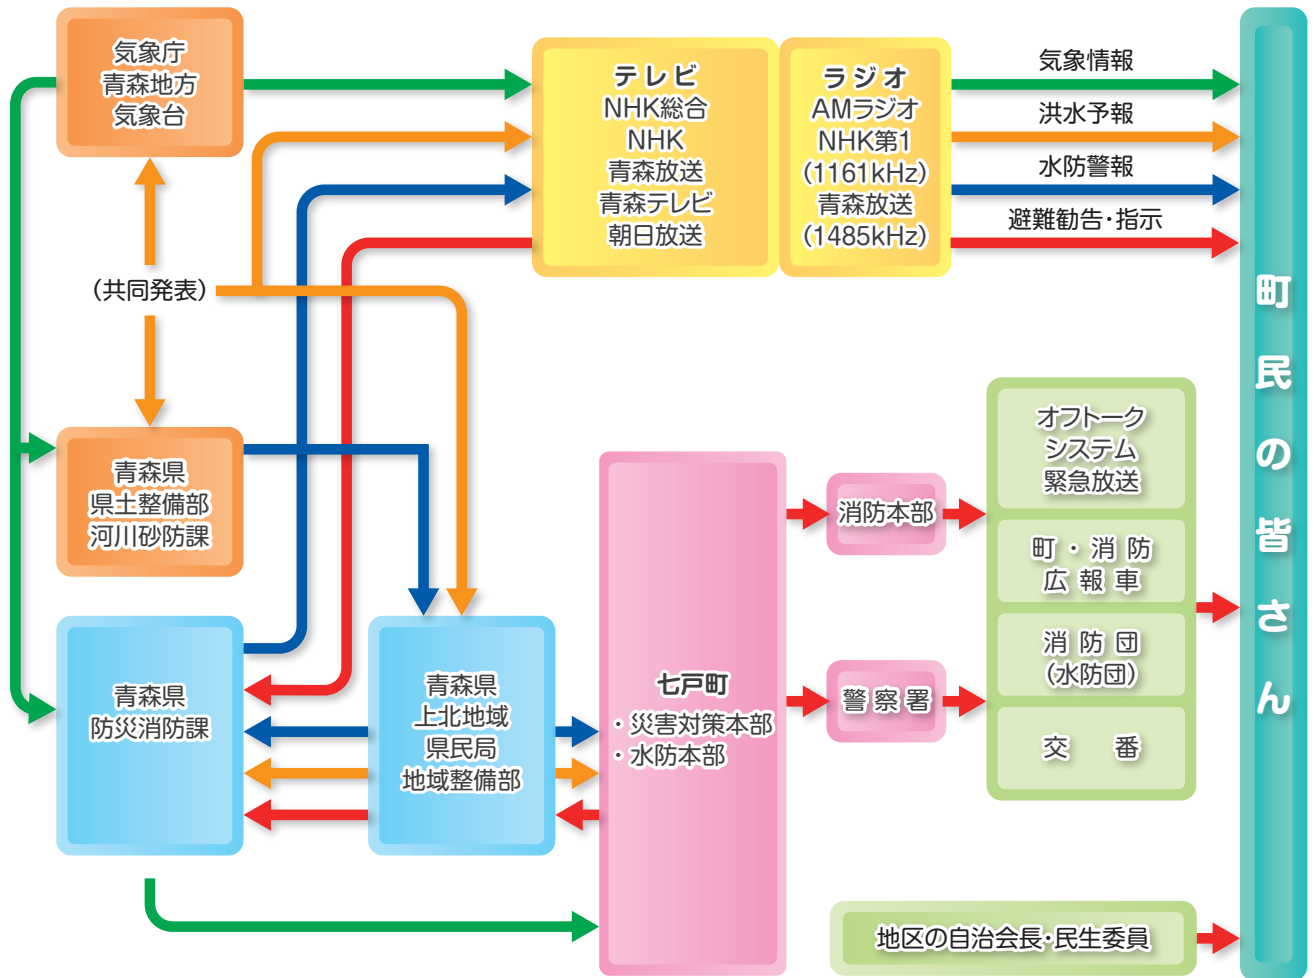 気象庁
青森地方
気象台
テレビ
NHK総合
NHK
青森放送
青森テレビ
朝日放送
ラジオ
AMラジオ
NHK第1
(1161kHz)
青森放送
(1485kHz)
気象情報
洪水予報
水防警報
避難勧告・指示
(共同発表)
青森県
県土整備部
河川砂防課
青森県
防災消防課
青森県
上北地域
県民局
地域整備部
七戸町
・災害対策本部
・水防本部
消防本部
警察署
オフトーク
システム
緊急放送
町・消防
広報車
消防団
(水防団)
交番
地区の自治会長・民生委員
町民の皆さん